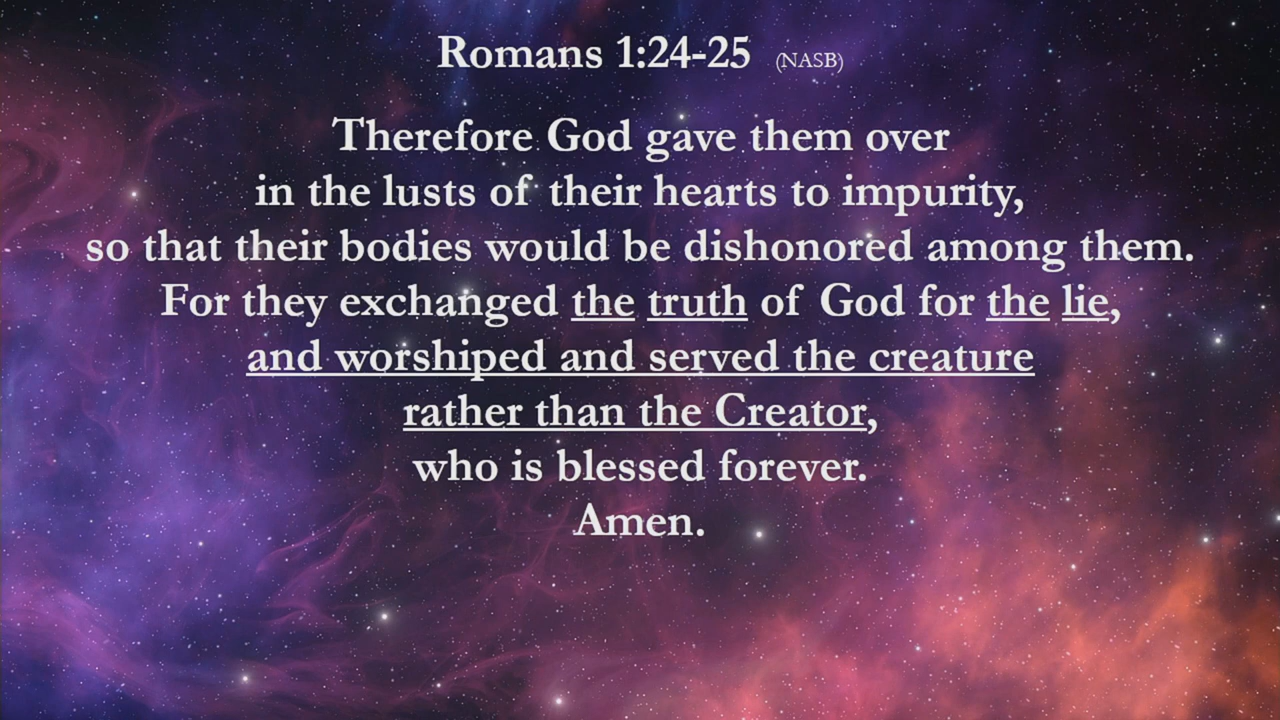 Romans 1:24-25 (NASB)
Therefore God gave them over
in the lusts of their hearts to impurity,
so that their bodies would be dishonored among them.
For they exchanged the truth of God for the lie,
and worshiped and served the creature
rather than the Creator,
who is blessed forever.
Amen.